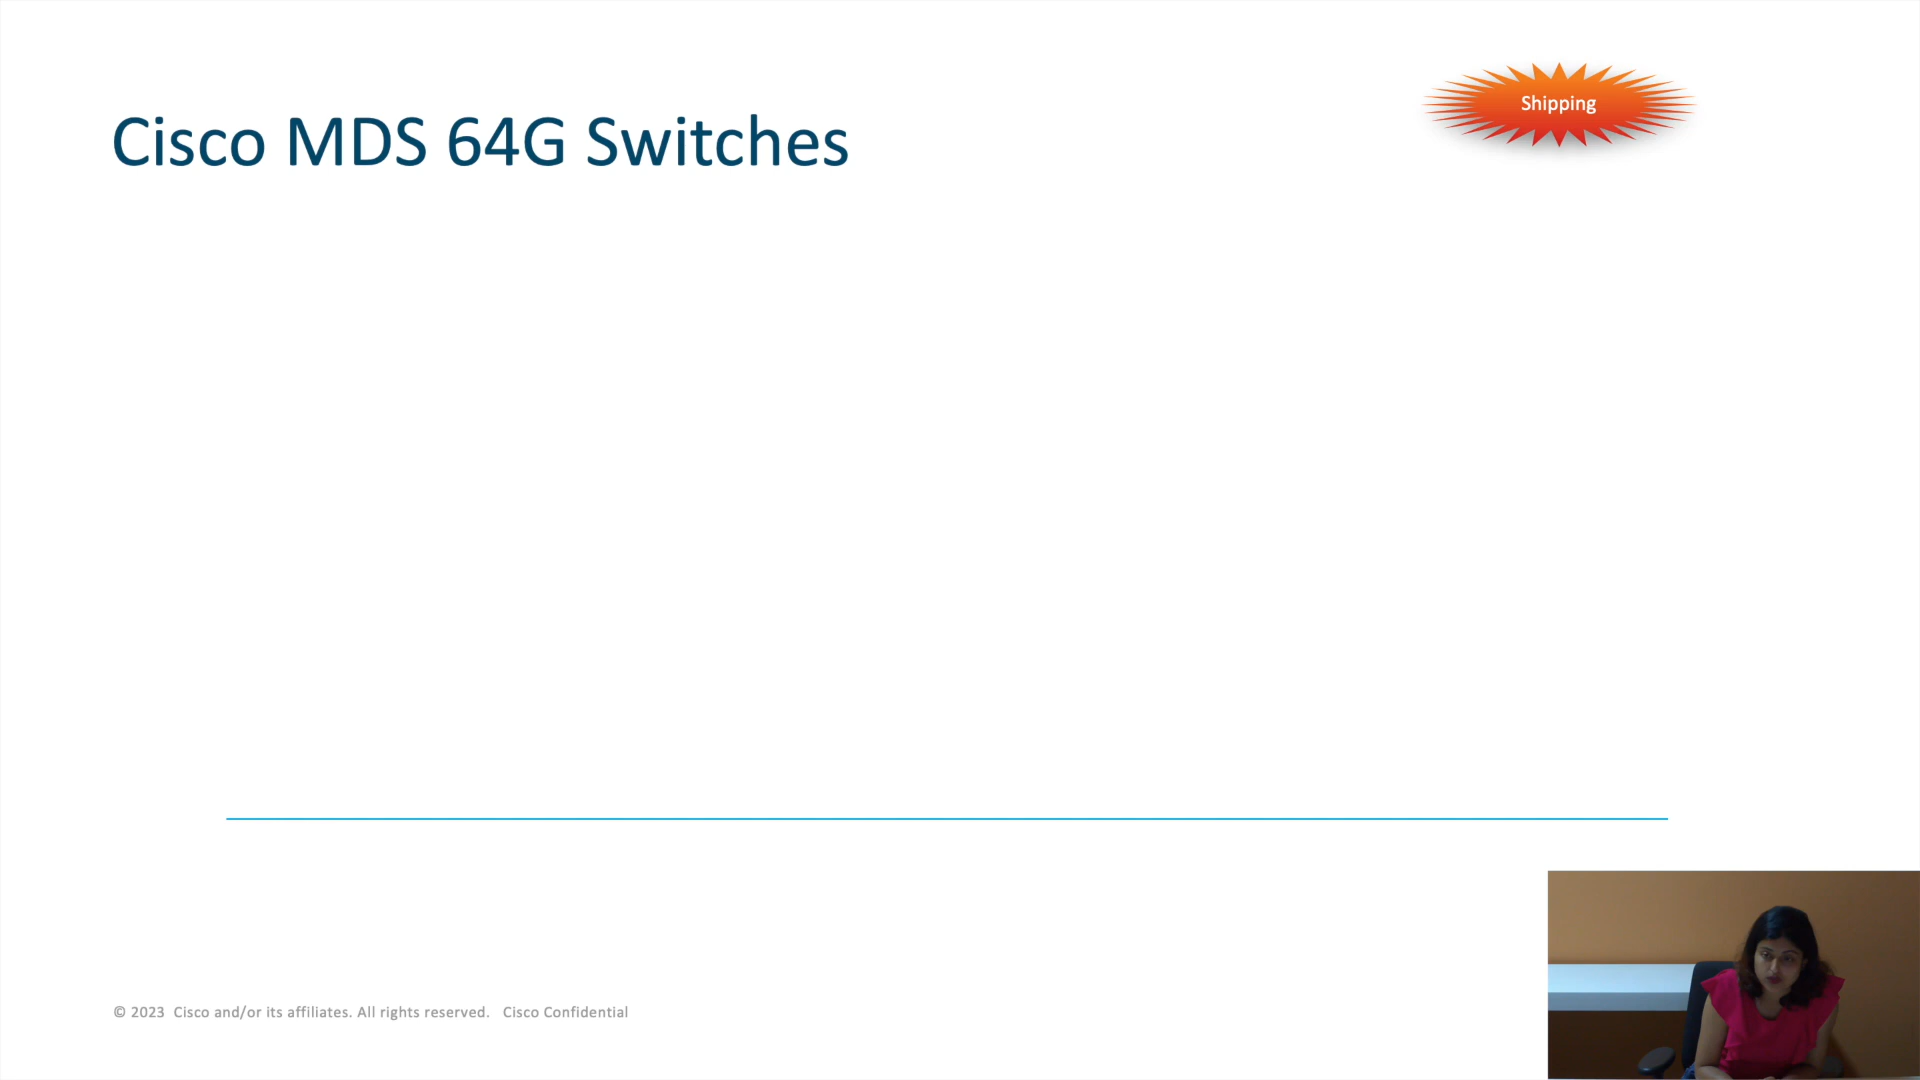 Shipping
Cisco MDS 64G Switches
© 2023 Cisco and/or its affiliates. All rights reserved. Cisco Confidential